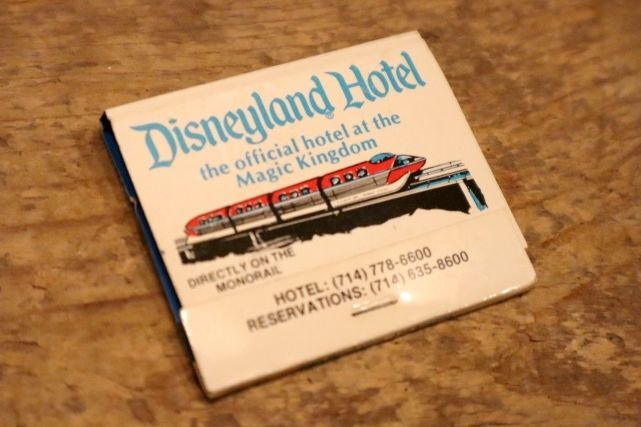 Disneyland Hotel
®
the official hotel at the
Magic Kingdom
DIRECTLY ON THE
MONORAIL
HOTEL: (714) 778-6600
RESERVATIONS: (714) 635-8600